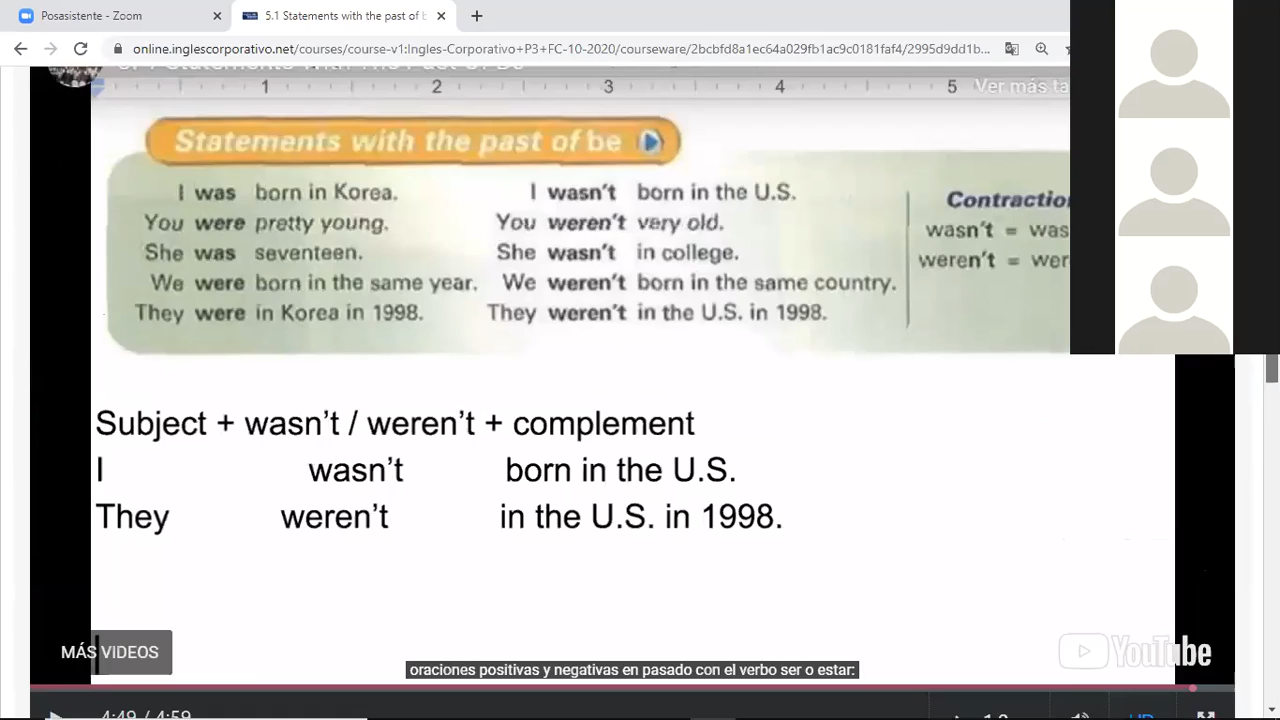 Posasistente - Zoom
5.1 Statements with the past of b
online.inglescorporativo.net/courses/course-v1:Ingles-Corporativo+P3+FC-10-2020/courseware/2bcbfd8a1ec64a029fb1ac9c0181faf4/2995d9dd1b...
1 2 3 4 5 Ver más ta
Statements with the past of be
I was born in Korea. I wasn't born in the U.S.
You were pretty young. You weren't very old.
She was seventeen. She wasn't in college.
We were born in the same year. We weren't born in the same country.
They were in Korea in 1998. They weren't in the U.S. in 1998.
Contractio
wasn't = was
weren't = wer
Subject + wasn't / weren't + complement
I wasn't born in the U.S.
They weren't in the U.S. in 1998.
MÁS VIDEOS
YouTube
oraciones positivas y negativas en pasado con el verbo ser o estar:
4:49 / 4:59